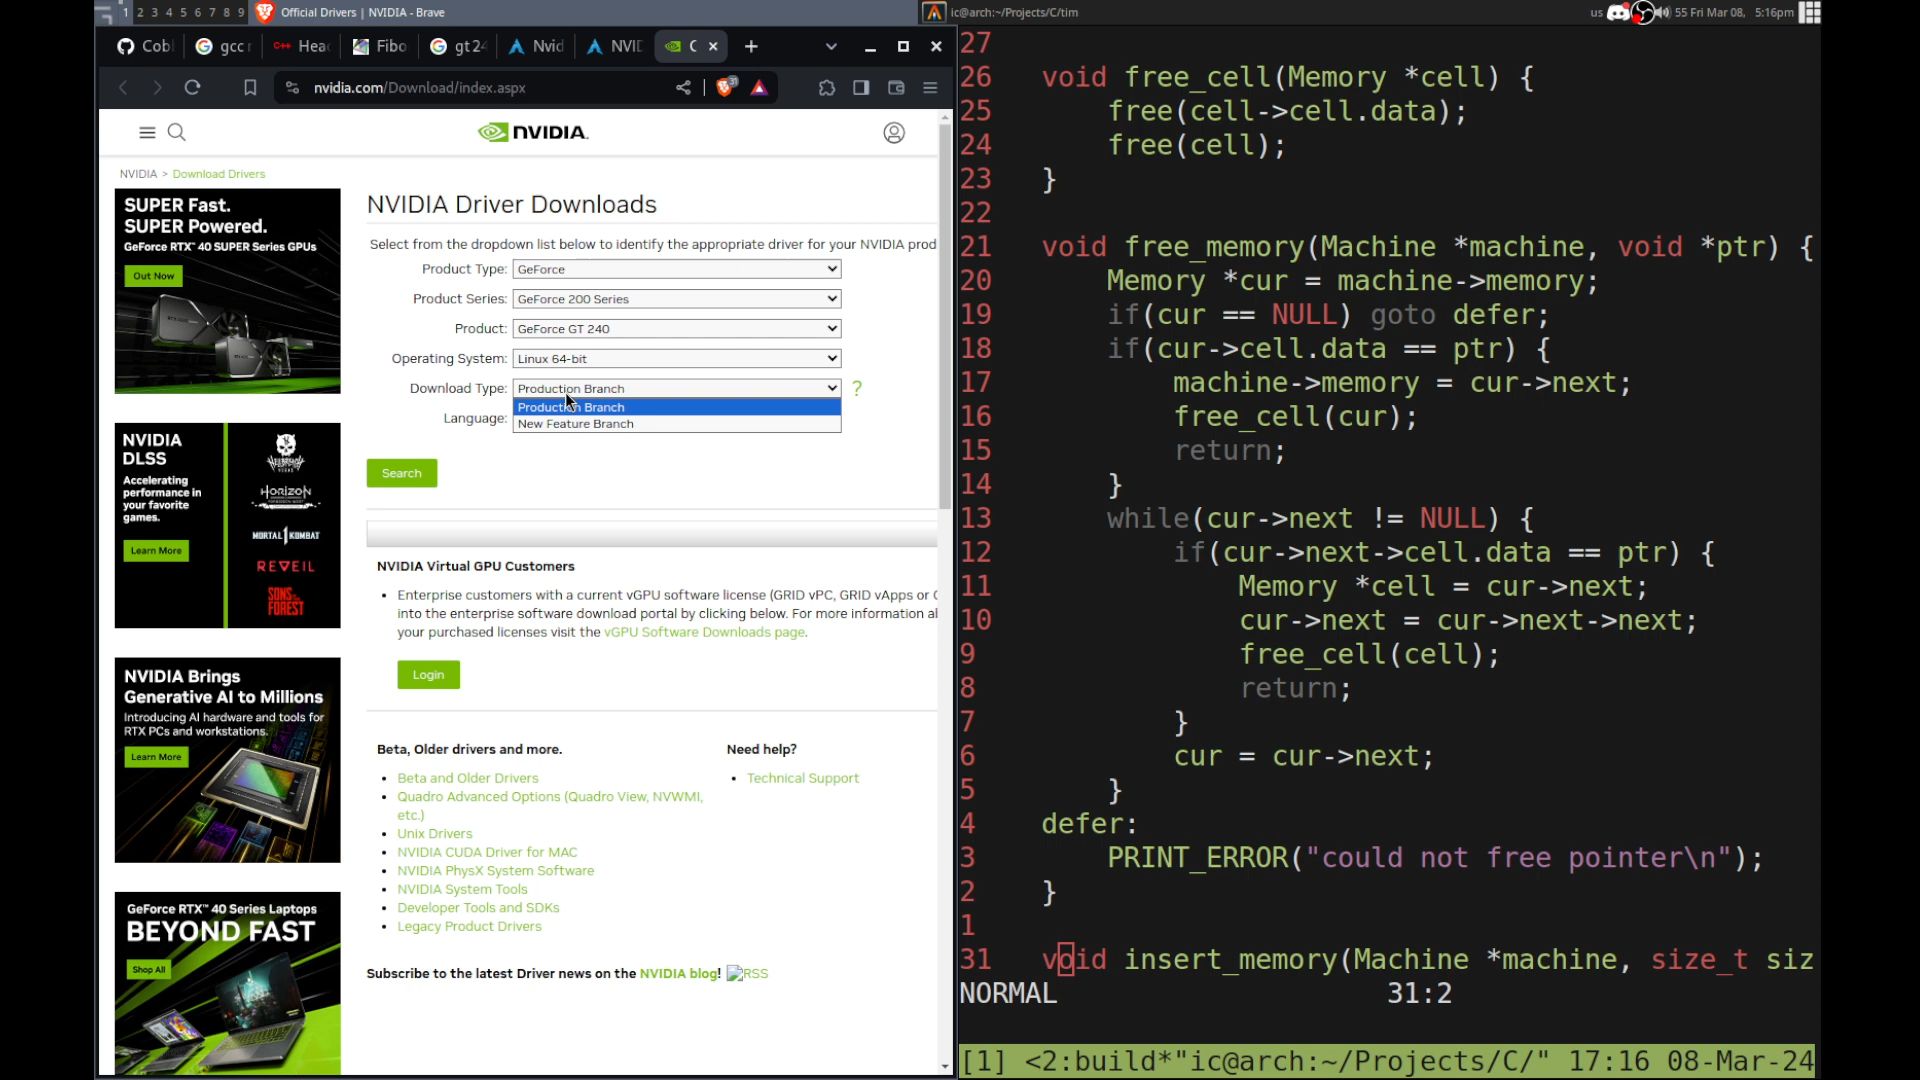 1 2 3 4 5 6 7 8 9 Official Drivers | NVIDIA - Brave
ic@arch:~/Projects/C/tim
us 55 Fri Mar 08, 5:16pm
Cobl
gcc r
Heac
Fibo
gt 24
Nvid
NVID
nvidia.com/Download/index.aspx
31
NVIDIA.
NVIDIA > Download Drivers
SUPER Fast.
SUPER Powered.
GeForce RTX™ 40 SUPER Series GPUs
Out Now
NVIDIA
DLSS
Accelerating
performance in
your favorite
games.
Learn More
HORIZON
MORTAL KOMBAT
REVEIL
SONS OF THE FOREST
NVIDIA Brings
Generative AI to Millions
Introducing AI hardware and tools for
RTX PCs and workstations.
Learn More
GeForce RTX™ 40 Series Laptops
BEYOND FAST
Shop All
NVIDIA Driver Downloads
Select from the dropdown list below to identify the appropriate driver for your NVIDIA prod
Product Type: GeForce
Product Series: GeForce 200 Series
Product: GeForce GT 240
Operating System: Linux 64-bit
Download Type: Production Branch ?
Production Branch
Language:
New Feature Branch
Search
NVIDIA Virtual GPU Customers
• Enterprise customers with a current vGPU software license (GRID vPC, GRID vApps or
into the enterprise software download portal by clicking below. For more information al
your purchased licenses visit the vGPU Software Downloads page.
Login
Beta, Older drivers and more.
• Beta and Older Drivers
• Quadro Advanced Options (Quadro View, NVWMI,
etc.)
• Unix Drivers
• NVIDIA CUDA Driver for MAC
• NVIDIA PhysX System Software
• NVIDIA System Tools
• Developer Tools and SDKs
• Legacy Product Drivers
Need help?
• Technical Support
Subscribe to the latest Driver news on the NVIDIA blog! RSS
27
26 void free_cell(Memory *cell) {
25 free(cell->cell.data);
24 free(cell);
23 }
22
21 void free_memory(Machine *machine, void *ptr) {
20 Memory *cur = machine->memory;
19 if(cur == NULL) goto defer;
18 if(cur->cell.data == ptr) {
17 machine->memory = cur->next;
16 free_cell(cur);
15 return;
14 }
13 while(cur->next != NULL) {
12 if(cur->next->cell.data == ptr) {
11 Memory *cell = cur->next;
10 cur->next = cur->next->next;
9 free_cell(cell);
8 return;
7 }
6 cur = cur->next;
5 }
4 defer:
3 PRINT_ERROR("could not free pointer\n");
2 }
1
31 void insert_memory(Machine *machine, size_t siz
NORMAL 31:2
[1] <2:build*"ic@arch:~/Projects/C/" 17:16 08-Mar-24